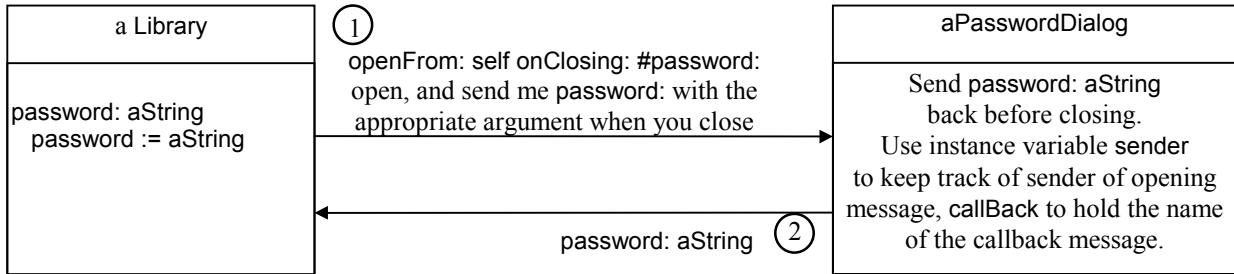 a Library
password: aString
password := aString
1
openFrom: self onClosing: #password:
open, and send me password: with the
appropriate argument when you close
password: aString
2
aPasswordDialog
Send password: aString
back before closing.
Use instance variable sender
to keep track of sender of opening
message, callBack to hold the name
of the callback message.